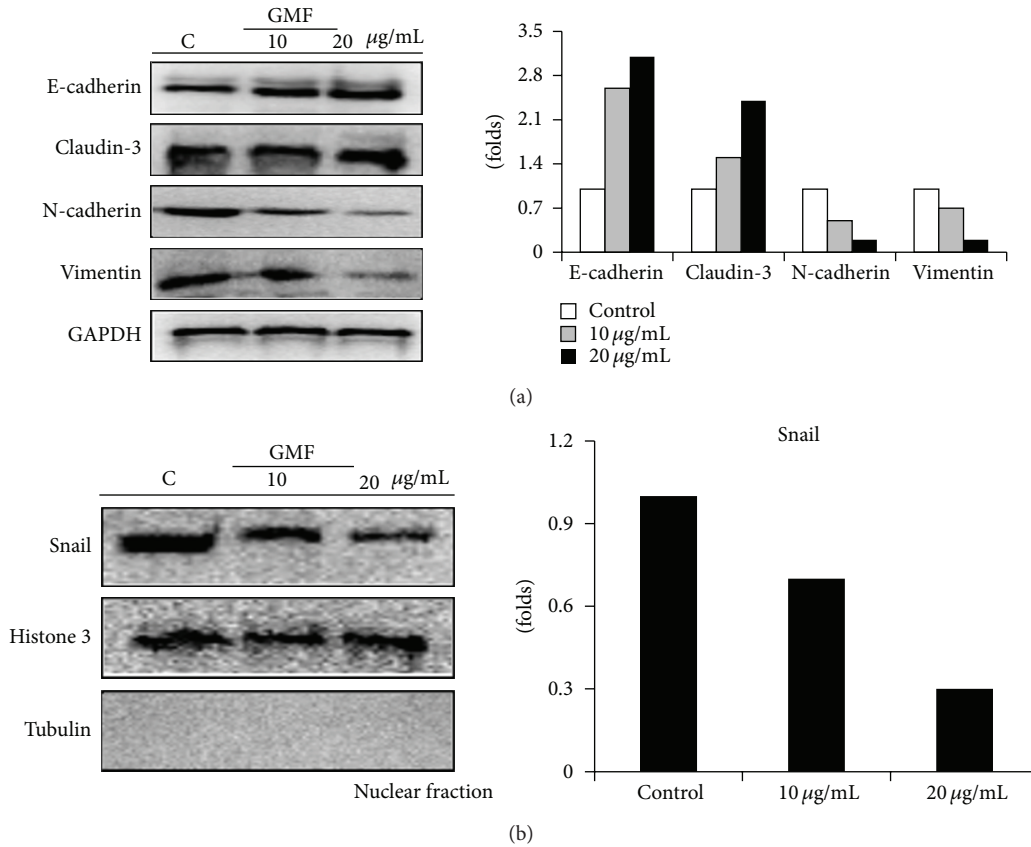 GMF
C 10 20 μg/mL
E-cadherin
Claudin-3
N-cadherin
Vimentin
GAPDH
3.5
2.8
2.1
1.4
0.7
0
(folds)
E-cadherin Claudin-3 N-cadherin Vimentin
Control
10 μg/mL
20 μg/mL
(a)
GMF
C 10 20 μg/mL
Snail
Histone 3
Tubulin
Nuclear fraction
Snail
1.2
0.9
0.6
0.3
0
(folds)
Control 10 μg/mL 20 μg/mL
(b)